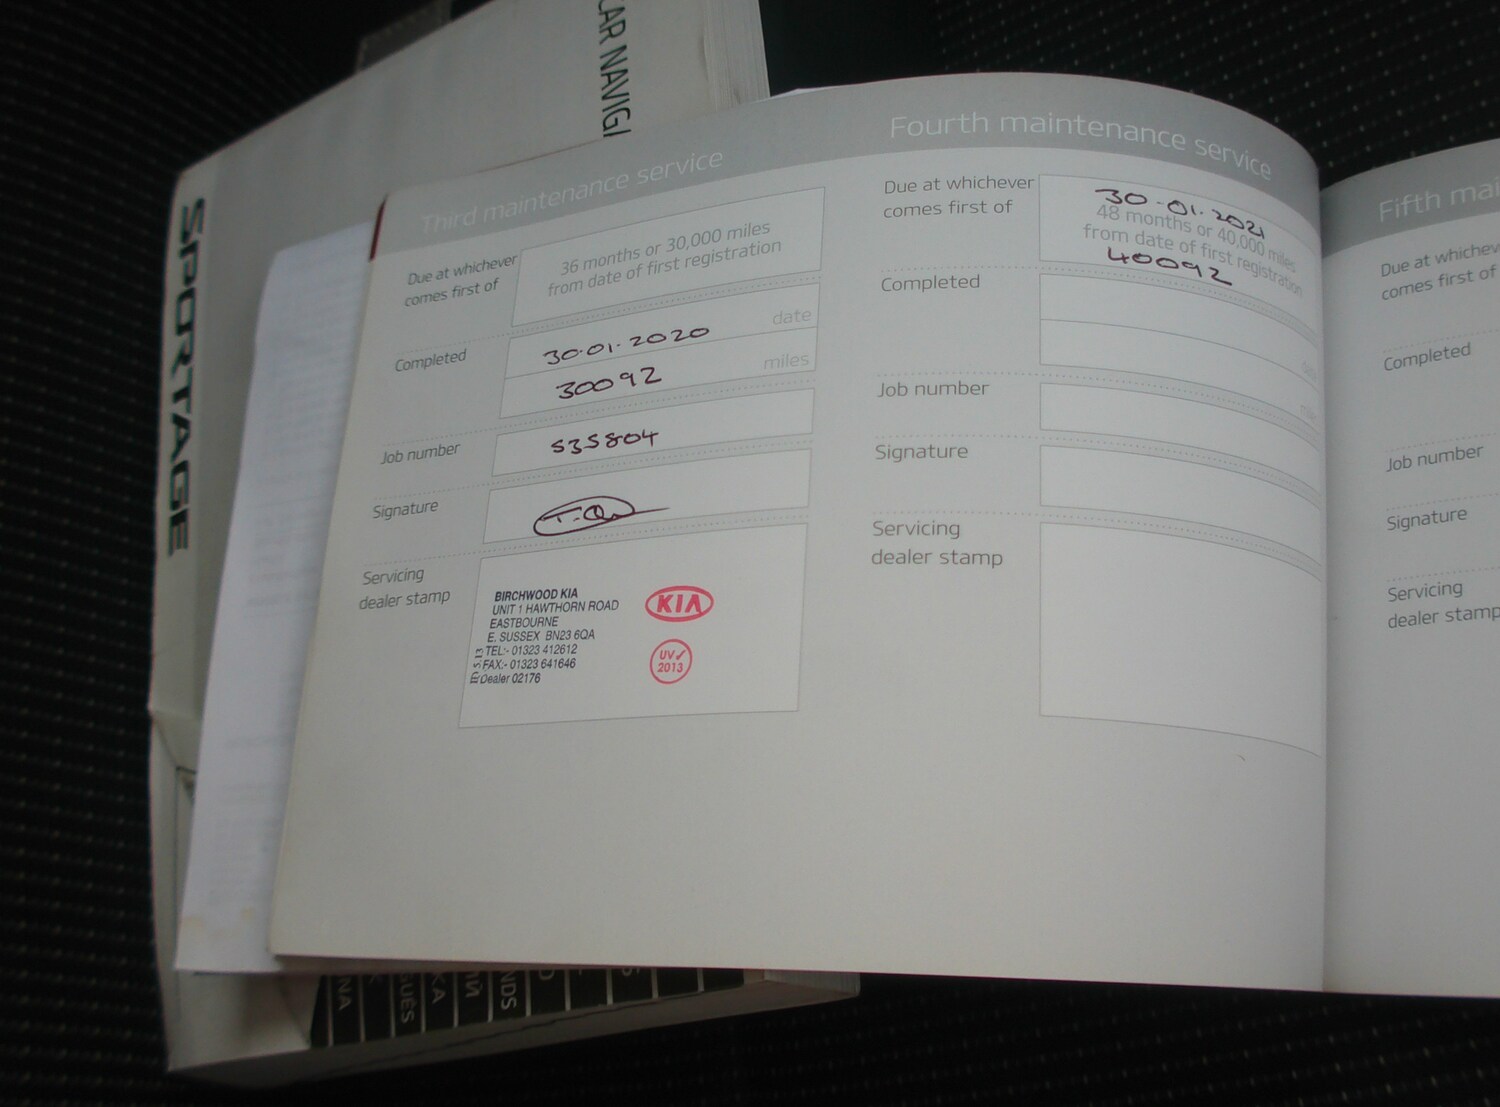 CAR NAVIGA
SPORTAGE
Third maintenance service
Due at whichever
comes first of
36 months or 30,000 miles
from date of first registration
Completed
30.01.2020
date
30092
miles
Job number
S35804
Signature
Servicing
dealer stamp
BIRCHWOOD KIA
UNIT 1 HAWTHORN ROAD
EASTBOURNE
E. SUSSEX BN23 6QA
TEL:- 01323 412612
FAX:- 01323 641646
Dealer 02176
KIA
UV✓
2013
Fourth maintenance service
Due at whichever
comes first of
30.01.2021
48 months or 40,000 miles
from date of first registration
40092
Completed
Job number
Signature
Servicing
dealer stamp
Fifth mai
Due at whichev
comes first of
Completed
Job number
Signature
Servicing
dealer stamp